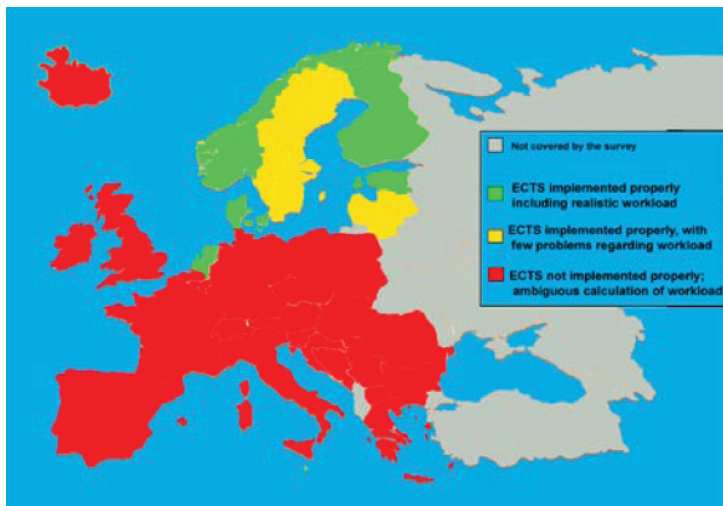 Not covered by the survey
ECTS implemented properly
including realistic workload
ECTS implemented properly, with
few problems regarding workload
ECTS not implemented properly;
ambiguous calculation of workload